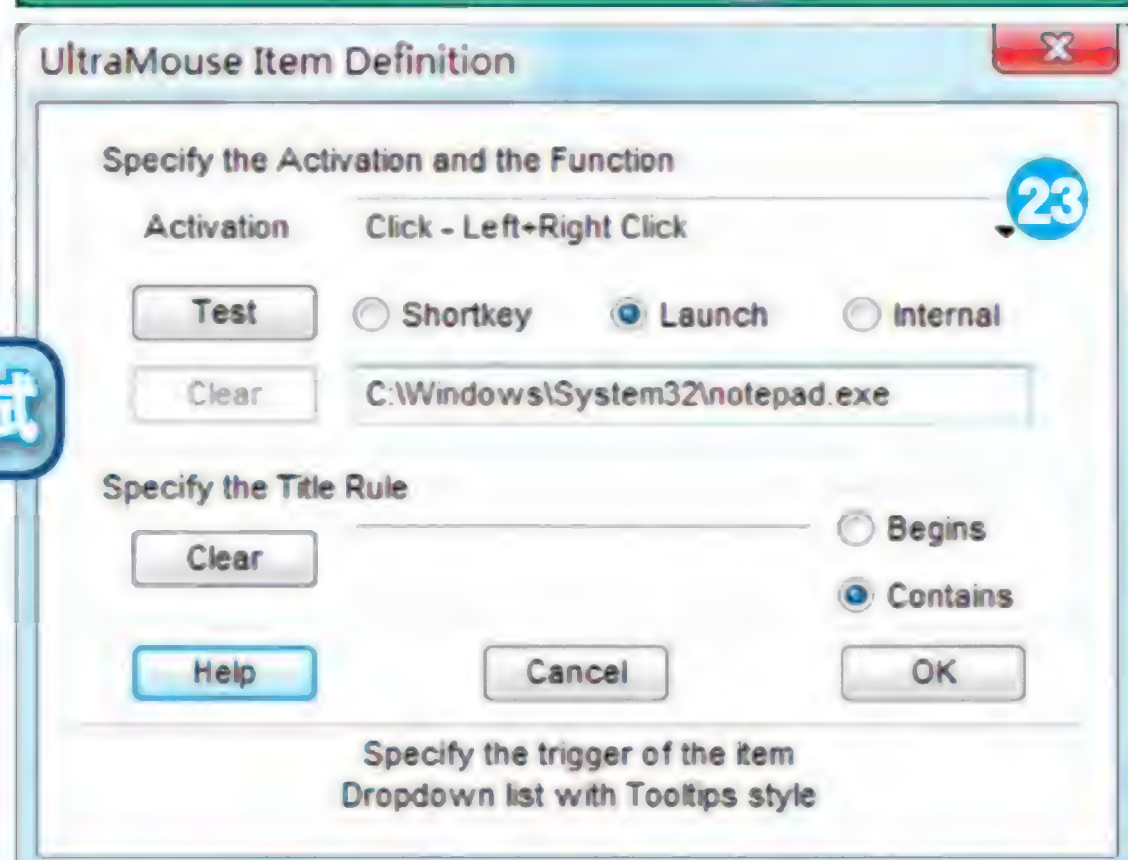 UltraMouse Item Definition
Specify the Activation and the Function
23
Activation Click - Left+Right Click
Test Shortkey Launch Internal
Clear C:\Windows\System32\notepad.exe
Specify the Title Rule
Begins
Clear
Contains
Help Cancel OK
Specify the trigger of the item
Dropdown list with Tooltips style
试